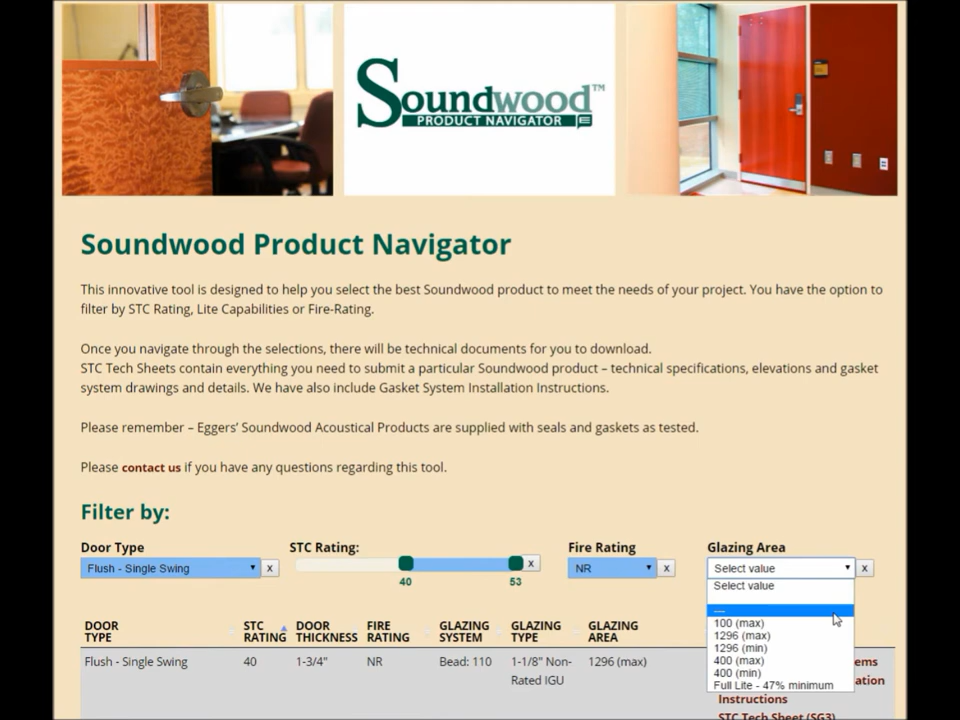 Soundwood™
PRODUCT NAVIGATOR
Soundwood Product Navigator
This innovative tool is designed to help you select the best Soundwood product to meet the needs of your project. You have the option to
filter by STC Rating, Lite Capabilities or Fire-Rating.
Once you navigate through the selections, there will be technical documents for you to download.
STC Tech Sheets contain everything you need to submit a particular Soundwood product – technical specifications, elevations and gasket
system drawings and details. We have also include Gasket System Installation Instructions.
Please remember – Eggers’ Soundwood Acoustical Products are supplied with seals and gaskets as tested.
Please contact us if you have any questions regarding this tool.
Filter by:
Door Type STC Rating: Fire Rating Glazing Area
Flush - Single Swing x x NR x Select value x
40 53
Select value
---
100 (max)
1296 (max)
1296 (min)
400 (max)
400 (min)
Full Lite - 47% minimum
DOOR TYPE STC RATING DOOR THICKNESS FIRE RATING GLAZING SYSTEM GLAZING TYPE GLAZING AREA
Flush - Single Swing 40 1-3/4" NR Bead: 110 1-1/8" Non- 1296 (max) ems
Rated IGU ation
Instructions
STC Tech Sheet (SG3)